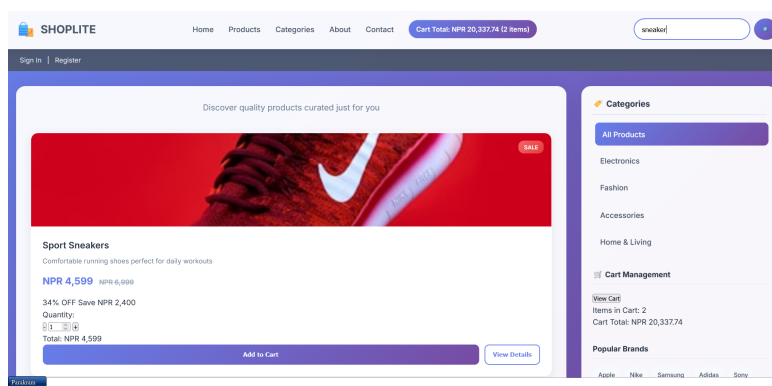 SHOPLITE
Home Products Categories About Contact Cart Total: NPR 20,337.74 (2 items)
sneaker
Sign In | Register
Discover quality products curated just for you
SALE
NIKE FREE
Sport Sneakers
Comfortable running shoes perfect for daily workouts
NPR 4,599 NPR 6,999
34% OFF Save NPR 2,400
Quantity:
- 1 +
Total: NPR 4,599
Add to Cart
View Details
Categories
All Products
Electronics
Fashion
Accessories
Home & Living
Cart Management
View Cart
Items in Cart: 2
Cart Total: NPR 20,337.74
Popular Brands
Apple Nike Samsung Adidas Sony
Parakram